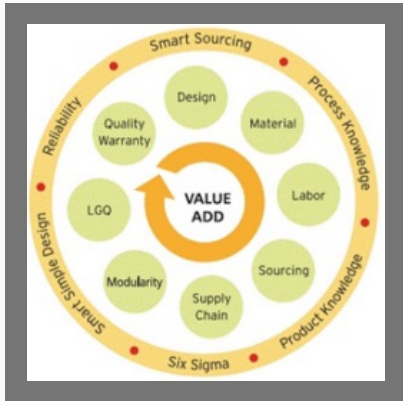 Smart Sourcing
Process Knowledge
Product Knowledge
Six Sigma
Smart Simple Design
Reliability
Design
Material
Labor
Sourcing
Supply
Chain
Modularity
LGQ
Quality
Warranty
VALUE
ADD